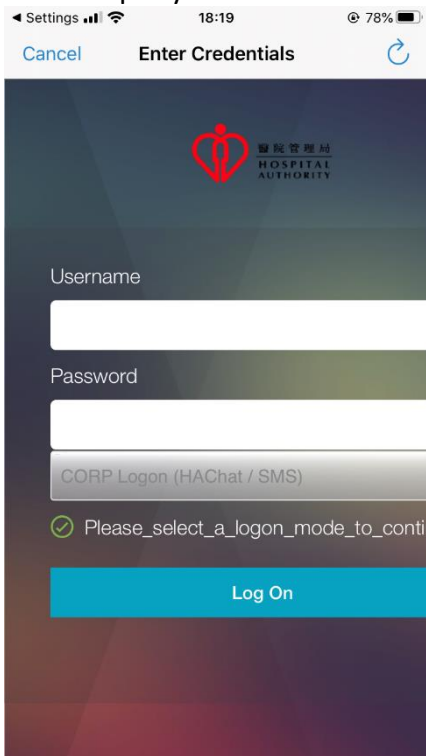 ◀ Settings 18:19 78%
Cancel Enter Credentials
醫院管理局
HOSPITAL
AUTHORITY
Username
Password
CORP Logon (HAChat / SMS)
Please_select_a_logon_mode_to_conti
Log On